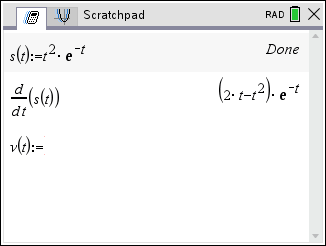 Scratchpad RAD
s(t):=t²·e⁻ᵗ Done
d/dt(s(t)) (2·t−t²)·e⁻ᵗ
v(t):=